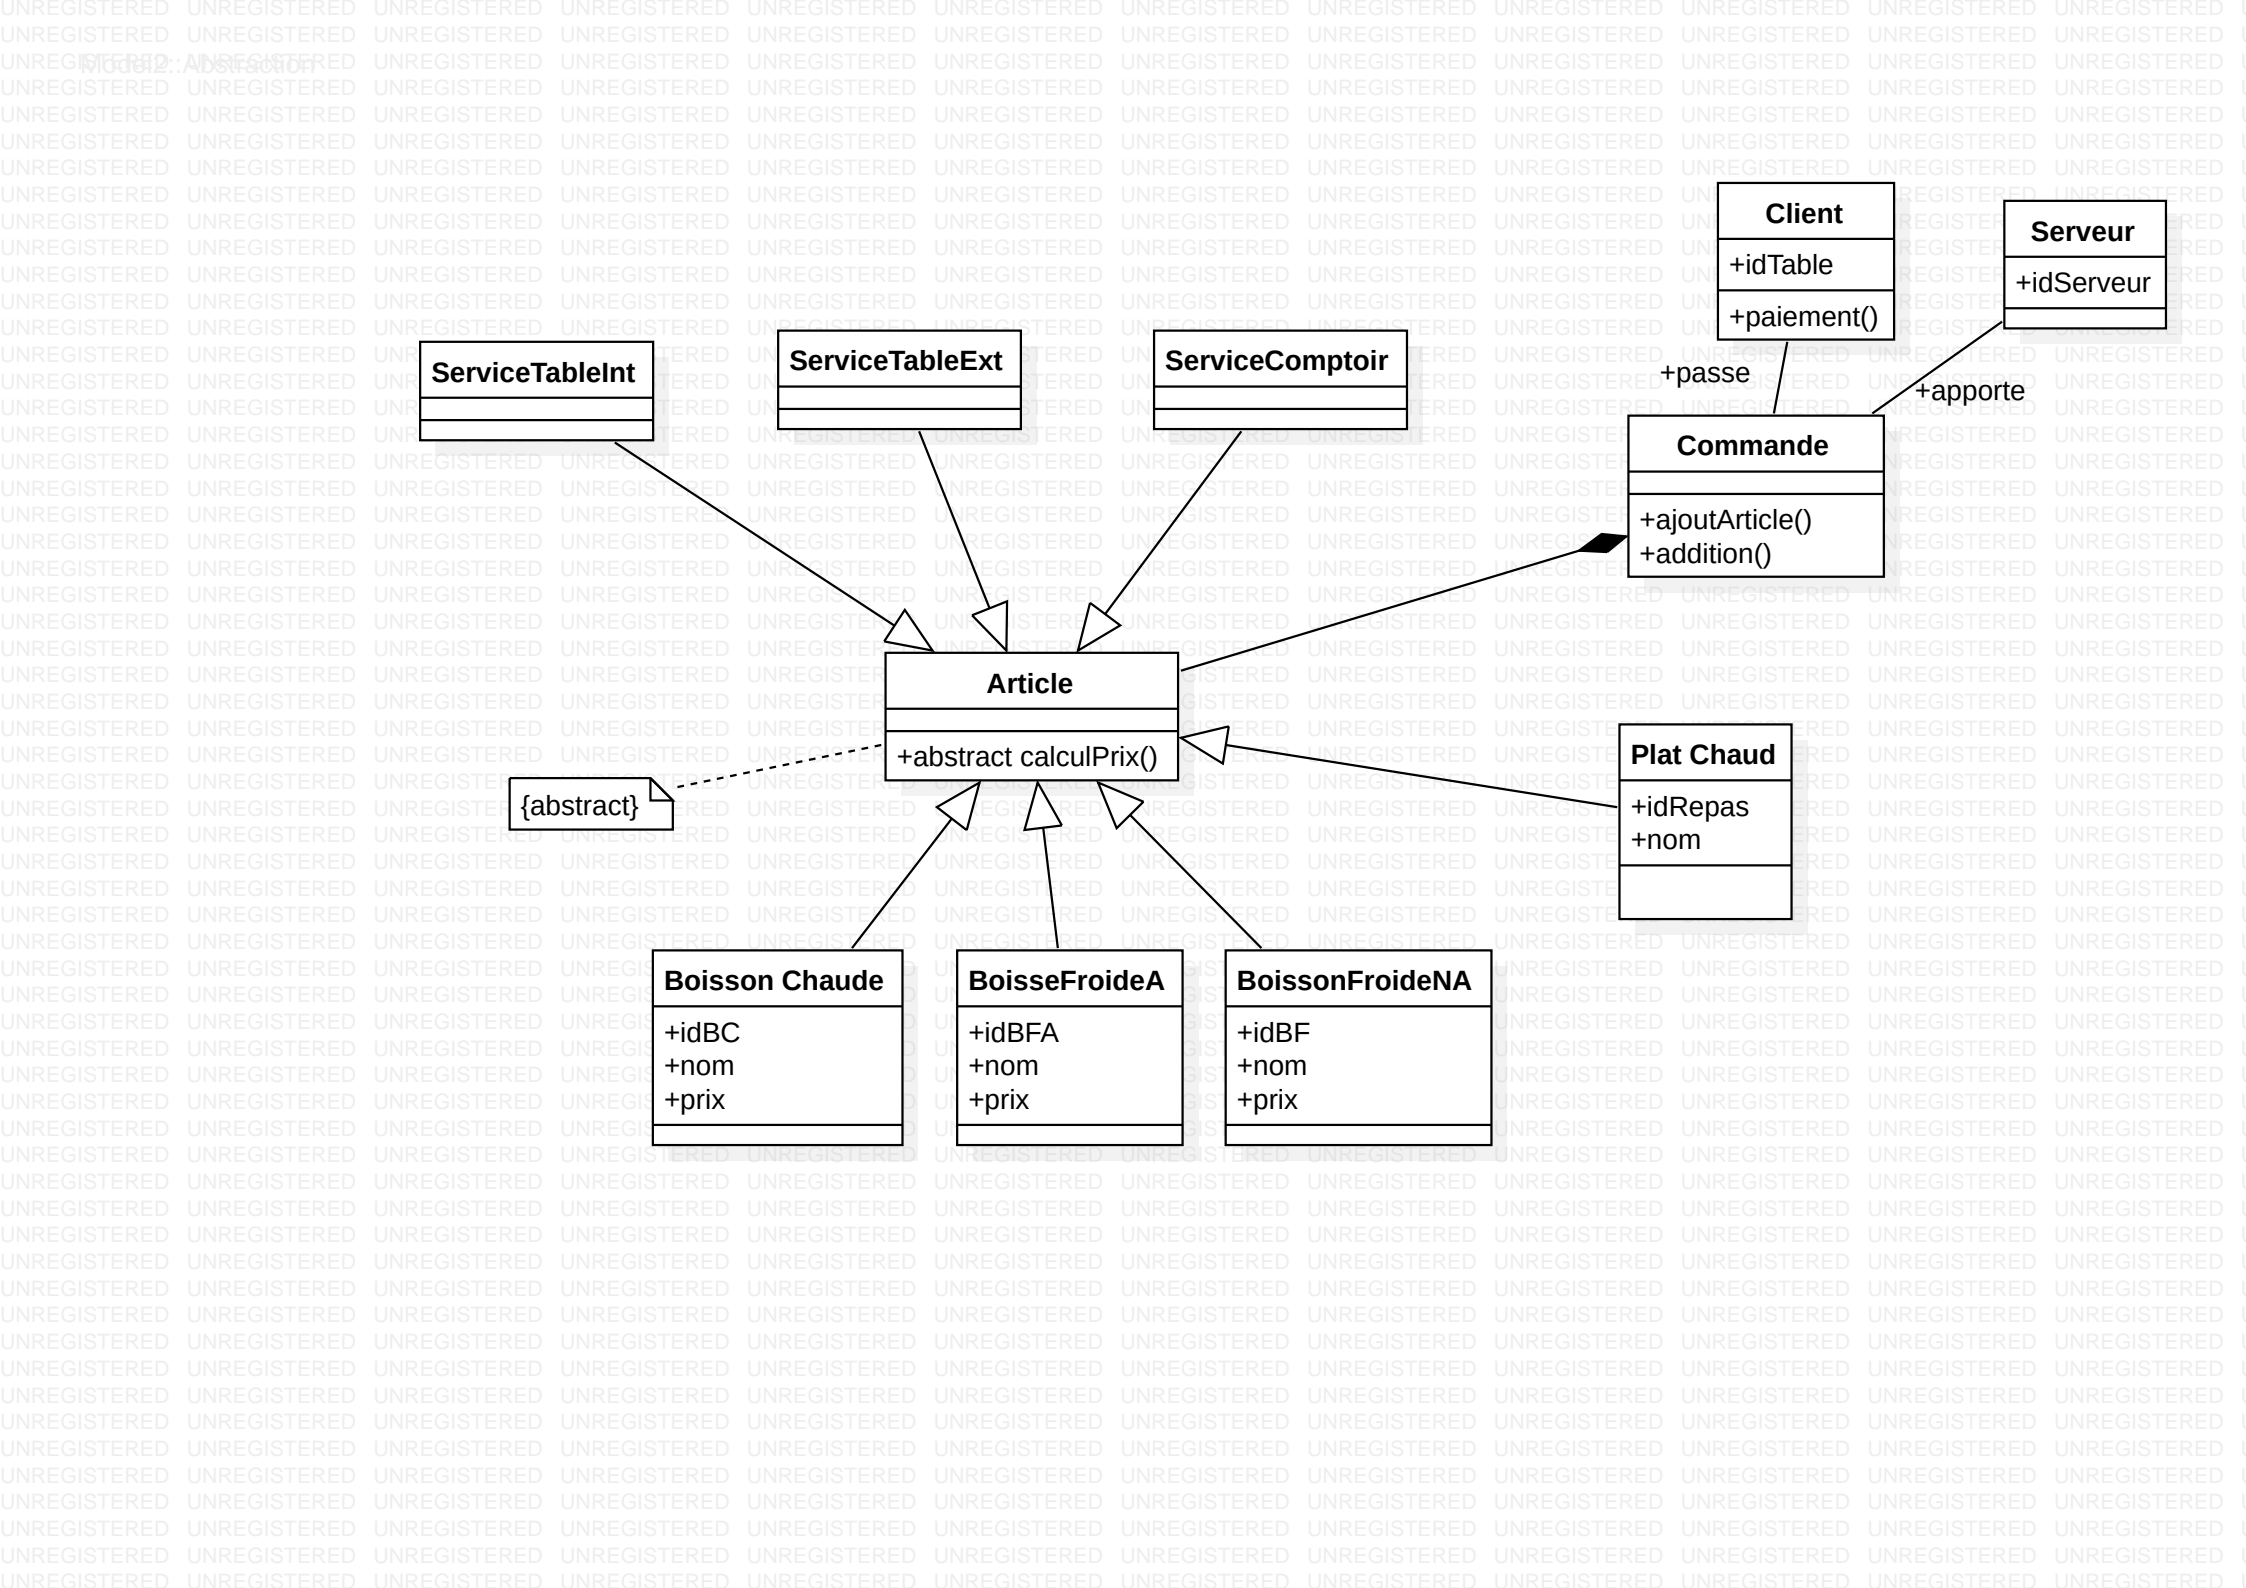 Model2::Abstraction
Client
+idTable
+paiement()
Serveur
+idServeur
ServiceTableInt
ServiceTableExt
ServiceComptoir
+passe
+apporte
Commande
+ajoutArticle()
+addition()
Article
+abstract calculPrix()
{abstract}
Plat Chaud
+idRepas
+nom
Boisson Chaude
+idBC
+nom
+prix
BoisseFroideA
+idBFA
+nom
+prix
BoissonFroideNA
+idBF
+nom
+prix
UNREGISTERED